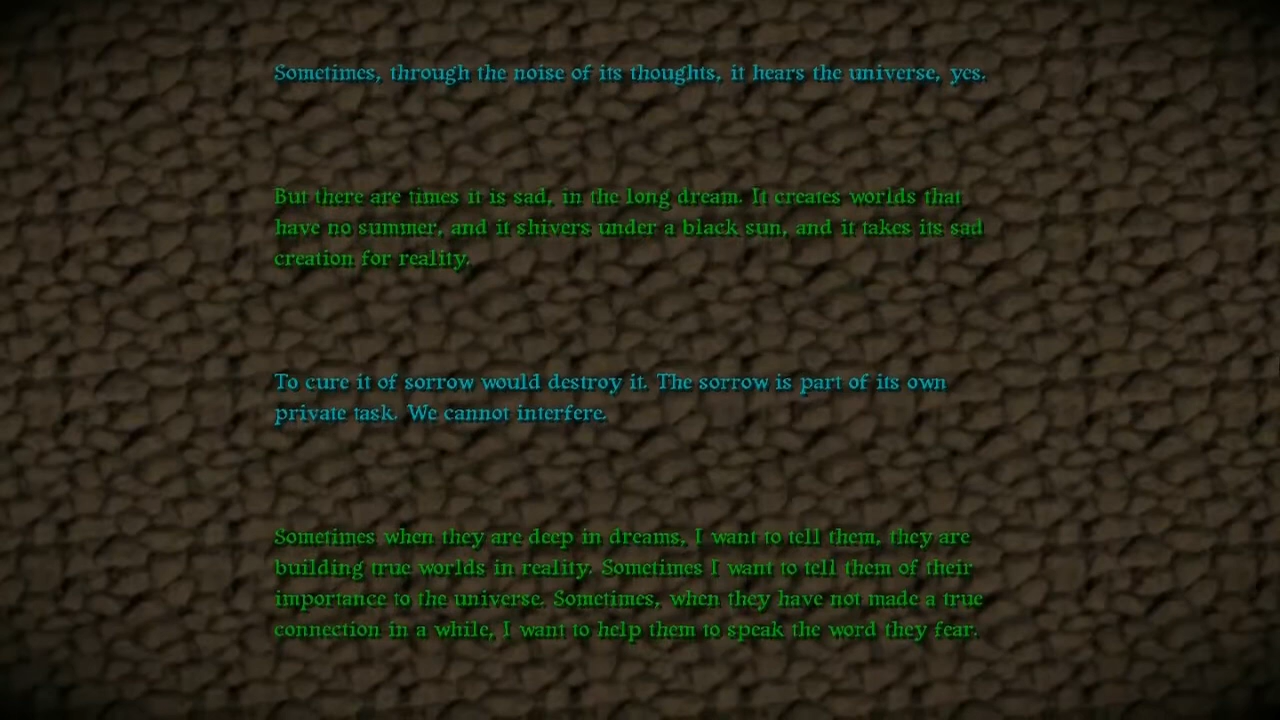 Sometimes, through the noise of its thoughts, it hears the universe, yes.
But there are times it is sad, in the long dream. It creates worlds that
have no summer, and it shivers under a black sun, and it takes its sad
creation for reality.
To cure it of sorrow would destroy it. The sorrow is part of its own
private task. We cannot interfere.
Sometimes when they are deep in dreams, I want to tell them, they are
building true worlds in reality. Sometimes I want to tell them of their
importance to the universe. Sometimes, when they have not made a true
connection in a while, I want to help them to speak the word they fear.